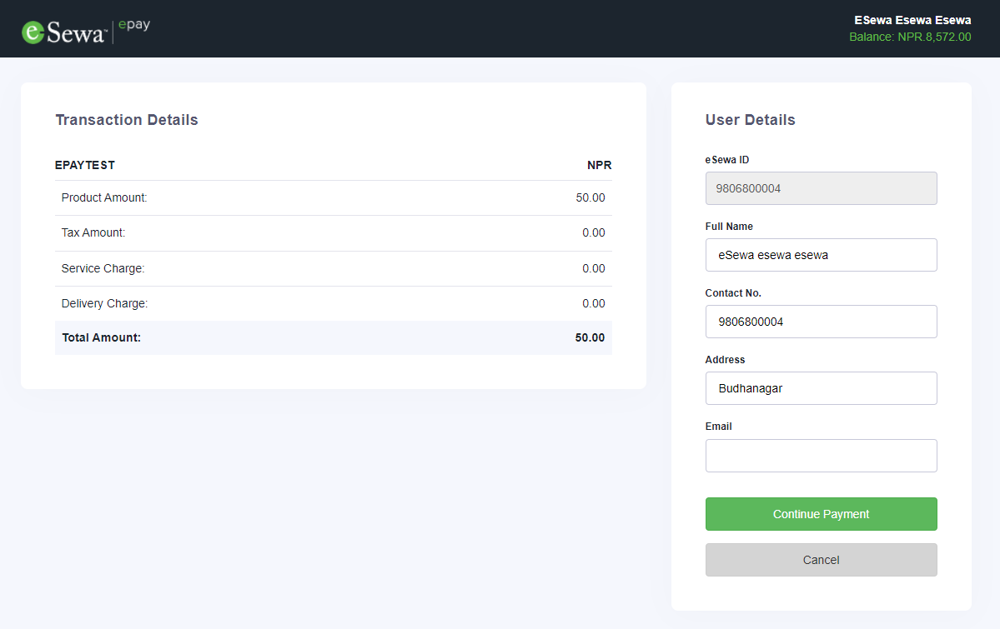 eSewa™ epay
ESewa Esewa Esewa
Balance: NPR.8,572.00
Transaction Details
EPAYTEST NPR
Product Amount: 50.00
Tax Amount: 0.00
Service Charge: 0.00
Delivery Charge: 0.00
Total Amount: 50.00
User Details
eSewa ID
9806800004
Full Name
eSewa esewa esewa
Contact No.
9806800004
Address
Budhanagar
Email
Continue Payment
Cancel